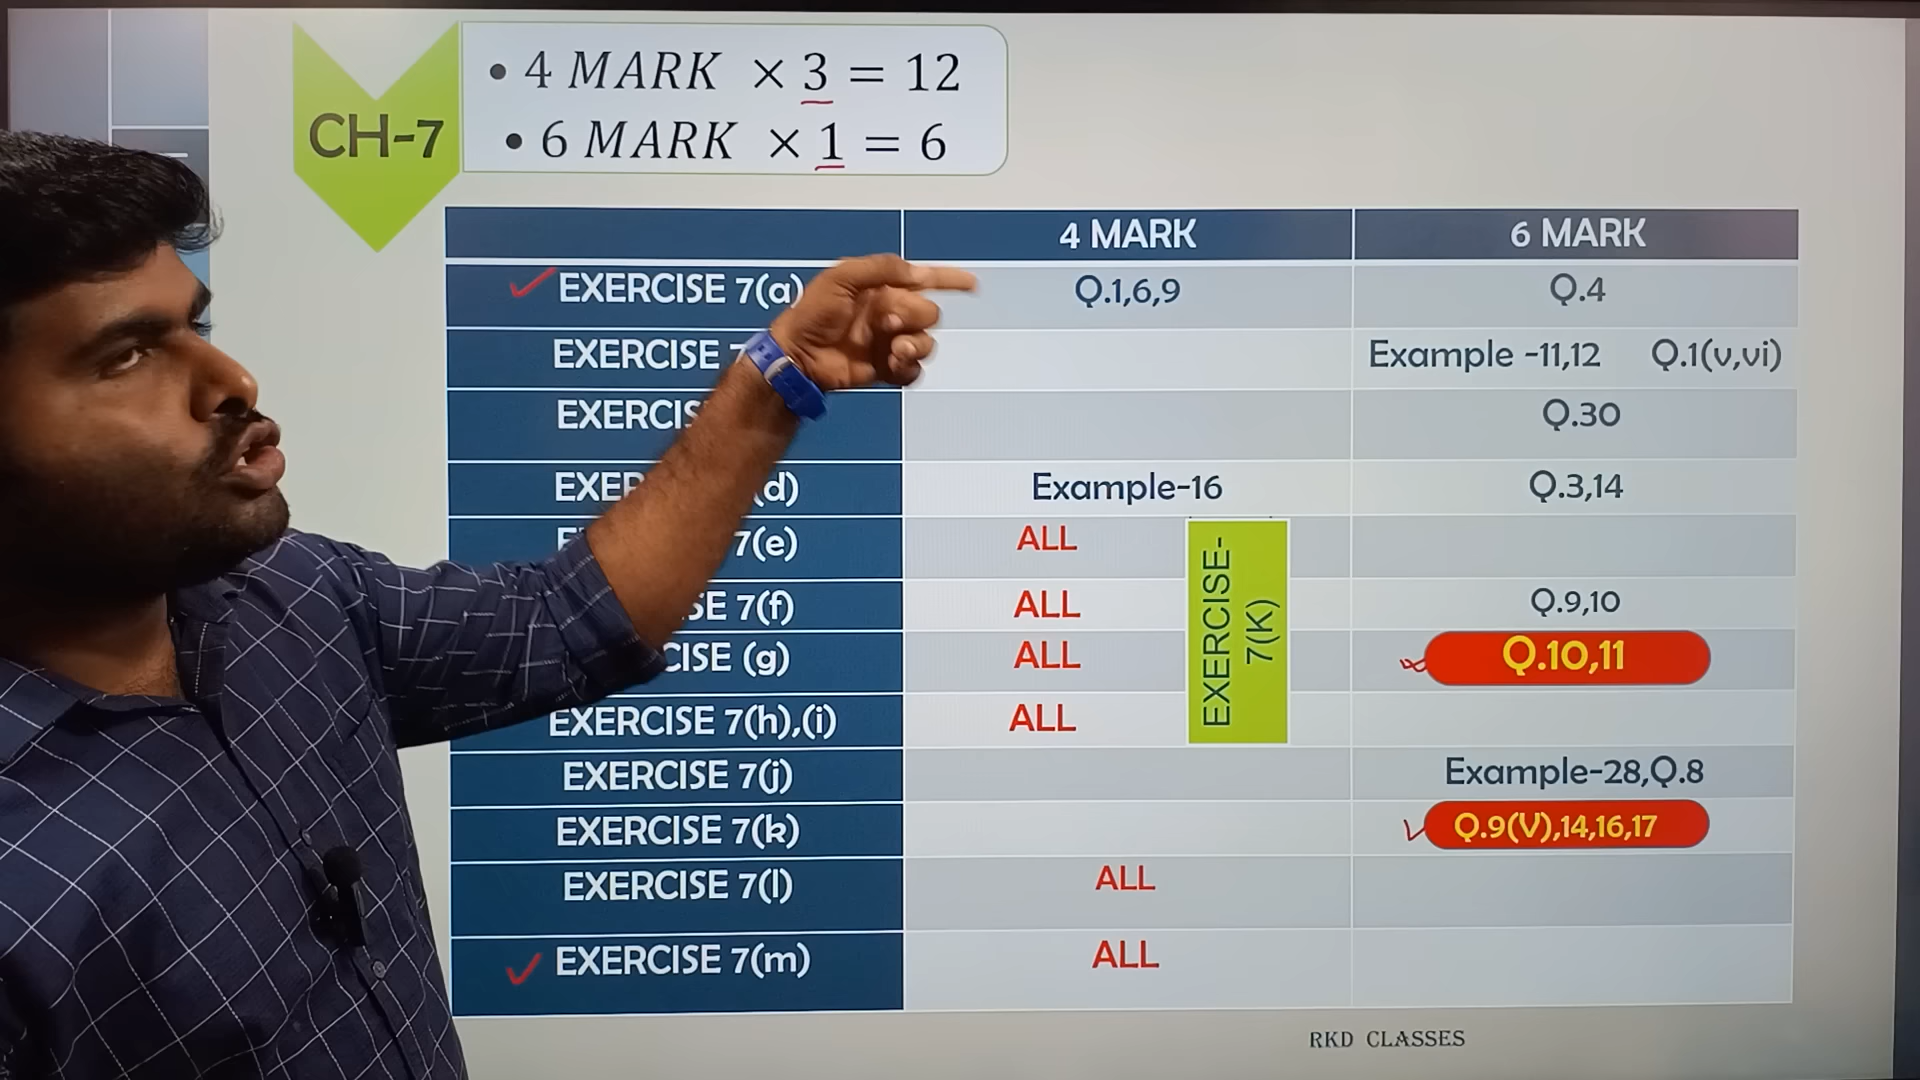 CH-7
• 4 MARK × 3 = 12
• 6 MARK × 1 = 6
4 MARK 6 MARK
EXERCISE 7(a) Q.1,6,9 Q.4
EXERCISE Example -11,12 Q.1(v,vi)
Q.30
(d) Example-16 Q.3,14
7(e) ALL
7(f) ALL Q.9,10
(g) ALL Q.10,11
EXERCISE 7(h),(i) ALL
EXERCISE-
7(K)
EXERCISE 7(j) Example-28,Q.8
EXERCISE 7(k) Q.9(V),14,16,17
EXERCISE 7(l) ALL
EXERCISE 7(m) ALL
RKD CLASSES